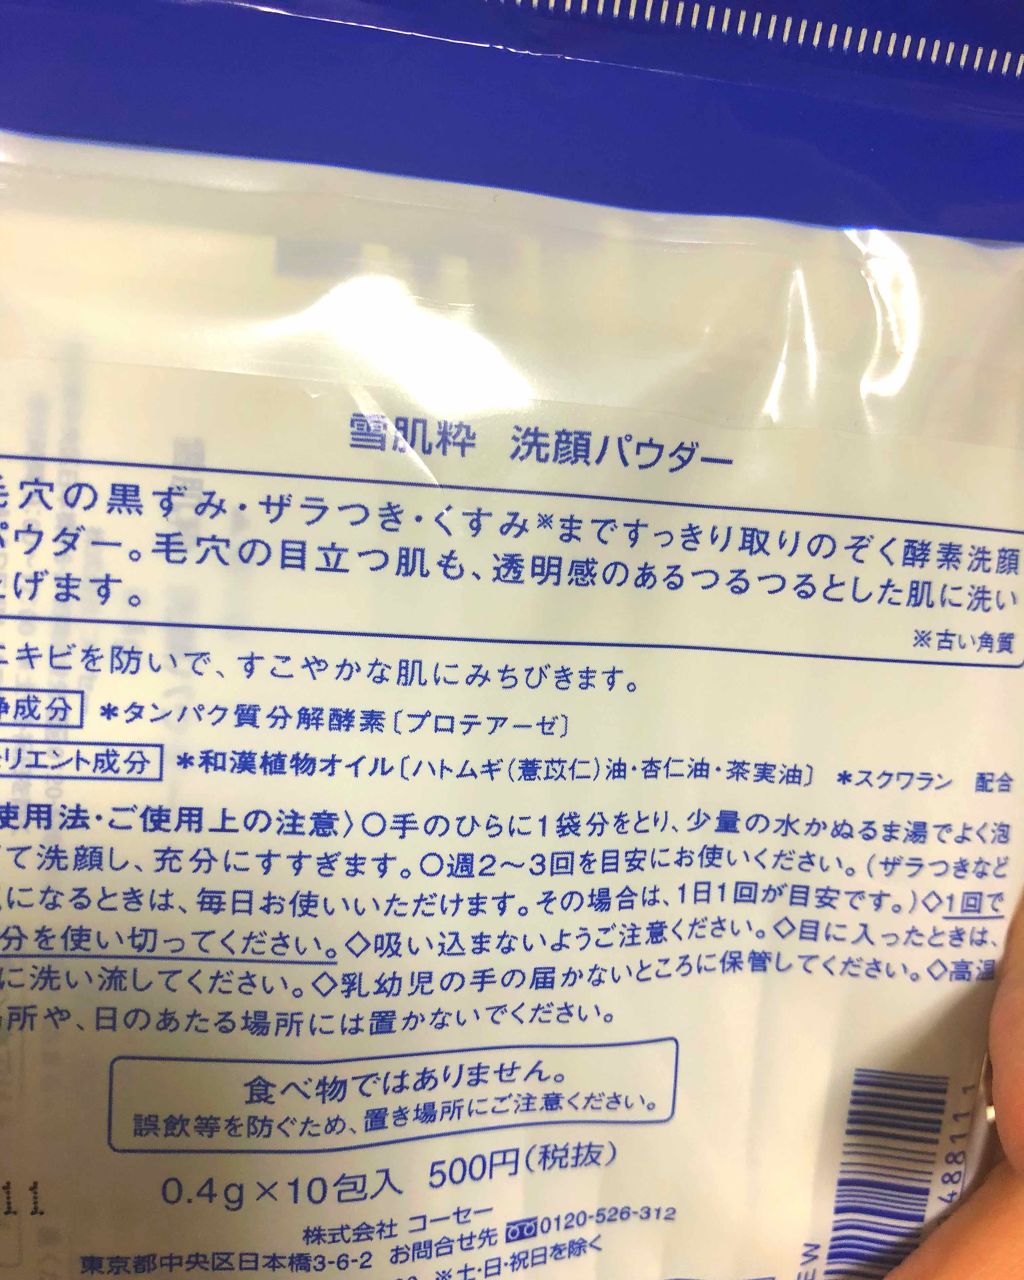 雪肌粋 洗顔パウダー
毛穴の黒ずみ・ザラつき・くすみ※まですっきり取りのぞく酵素洗顔
パウダー。毛穴の目立つ肌も、透明感のあるつるつるとした肌に洗い
上げます。
※古い角質
ニキビを防いで、すこやかな肌にみちびきます。
浄成分 *タンパク質分解酵素〔プロテアーゼ〕
リエント成分 *和漢植物オイル〔ハトムギ(薏苡仁)油・杏仁油・茶実油〕 *スクワラン 配合
使用法・ご使用上の注意〉○手のひらに1袋分をとり、少量の水かぬるま湯でよく泡
て洗顔し、充分にすすぎます。○週2〜3回を目安にお使いください。(ザラつきなど
になるときは、毎日お使いいただけます。その場合は、1日1回が目安です。)◇1回で
分を使い切ってください。◇吸い込まないようご注意ください。◇目に入ったときは、
に洗い流してください。◇乳幼児の手の届かないところに保管してください。◇高温
場所や、日のあたる場所には置かないでください。
食べ物ではありません。
誤飲等を防ぐため、置き場所にご注意ください。
0.4g×10包入 500円(税抜)
11
株式会社 コーセー
東京都中央区日本橋3-6-2 お問合せ先 0120-526-312
※土・日・祝日を除く
488111
EW